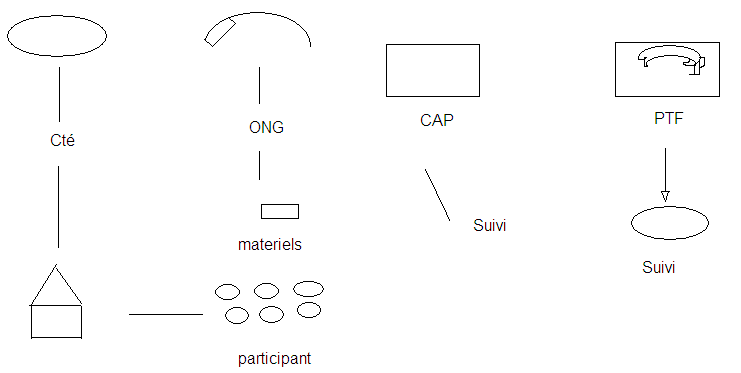 Cté
ONG
CAP
PTF
materiels
Suivi
Suivi
participant